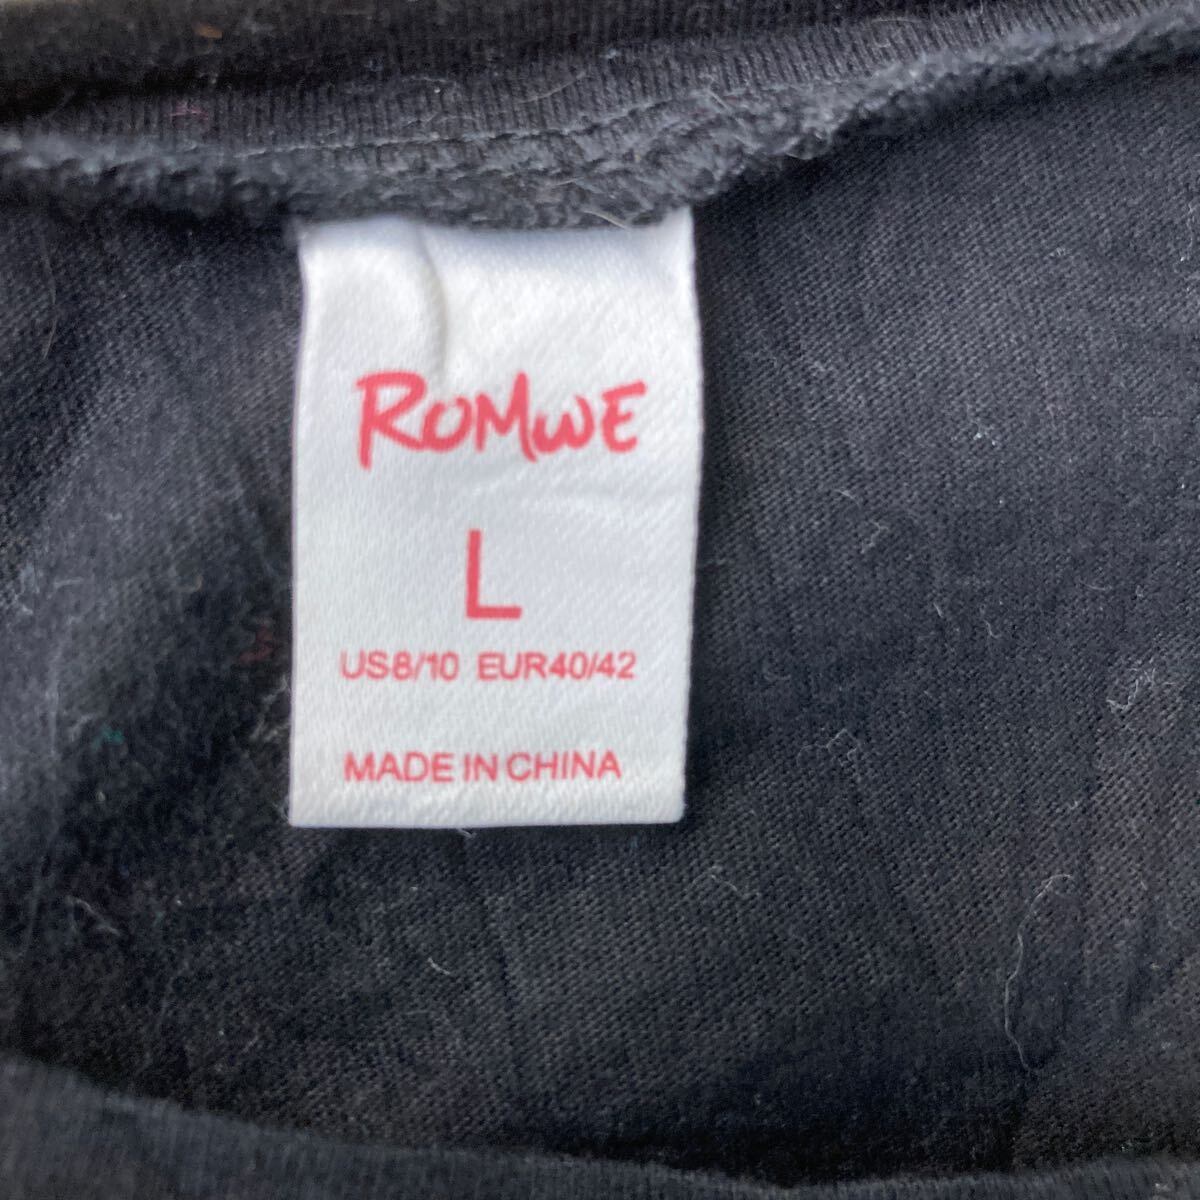 ROMWE
L
US8/10 EUR40/42
MADE IN CHINA